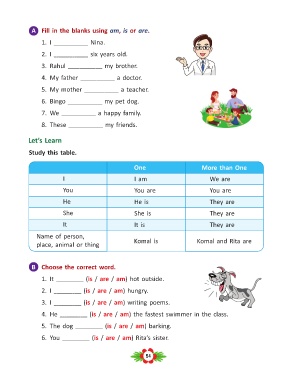 A Fill in the blanks using am, is or are.
1. I __________ Nina.
2. I __________ six years old.
3. Rahul __________ my brother.
4. My father __________ a doctor.
5. My mother __________ a teacher.
6. Bingo __________ my pet dog.
7. We __________ a happy family.
8. These __________ my friends.
Let's Learn
Study this table.
One More than One
I I am We are
You You are You are
He He is They are
She She is They are
It It is They are
Name of person, place, animal or thing Komal is Komal and Rita are
B Choose the correct word.
1. It ________ (is / are / am) hot outside.
2. I ________ (is / are / am) hungry.
3. I ________ (is / are / am) writing poems.
4. He ________ (is / are / am) the fastest swimmer in the class.
5. The dog ________ (is / are / am) barking.
6. You ________ (is / are / am) Rita's sister.
54